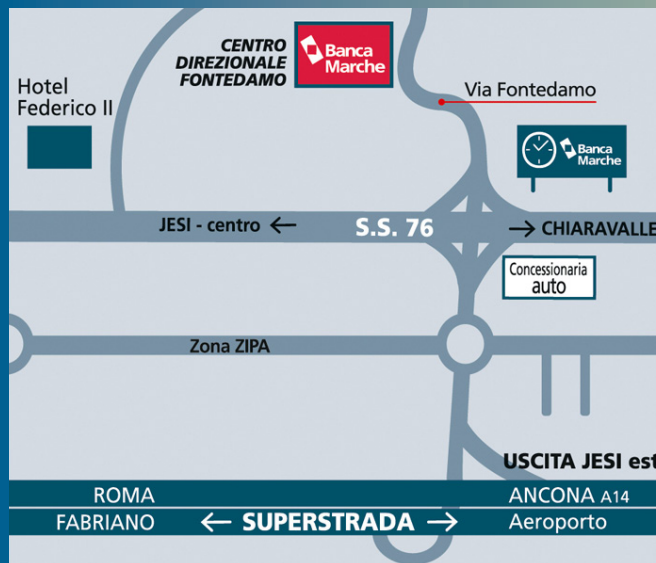 CENTRO
DIREZIONALE
FONTEDAMO
Banca
Marche
Hotel
Federico II
Via Fontedamo
Banca
Marche
JESI - centro ←
S.S. 76
→ CHIARAVALLE
Concessionaria
auto
Zona ZIPA
USCITA JESI est
ROMA
ANCONA A14
FABRIANO
← SUPERSTRADA →
Aeroporto